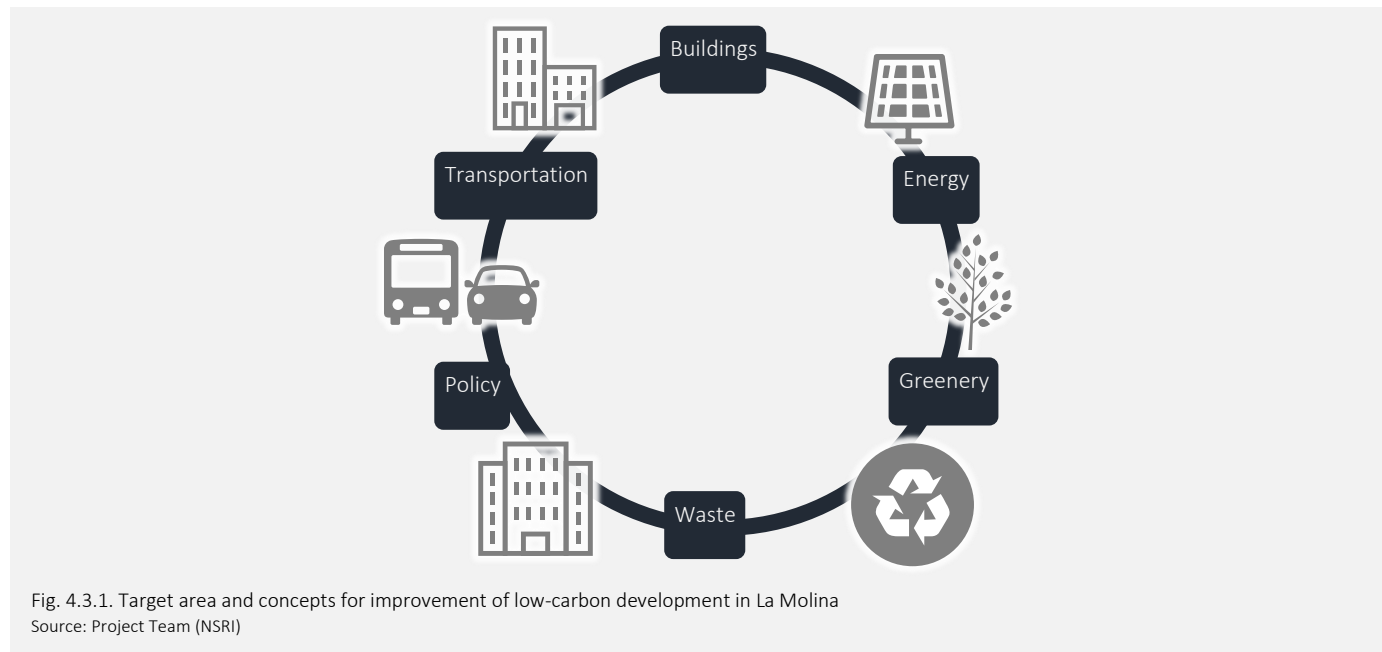 Buildings
Energy
Transportation
Greenery
Policy
Waste
Fig. 4.3.1. Target area and concepts for improvement of low-carbon development in La Molina
Source: Project Team (NSRI)